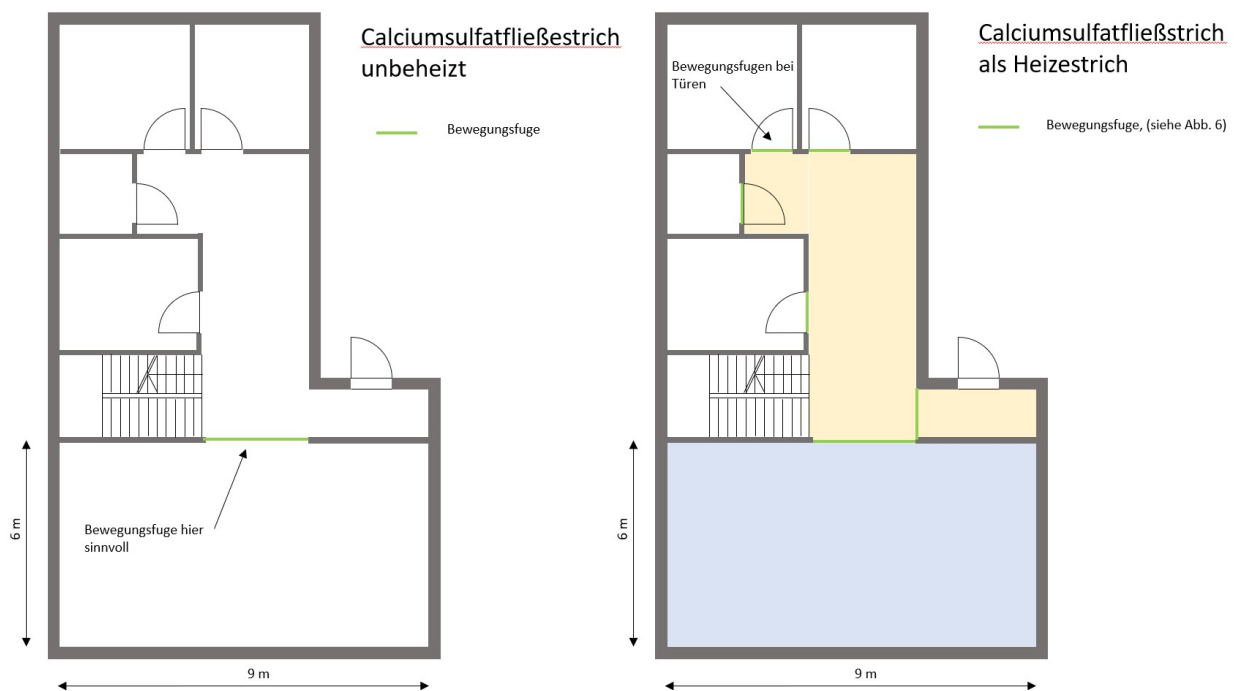 Calciumsulfatfließestrich
unbeheizt
Bewegungsfuge
Bewegungsfuge hier
sinnvoll
6 m
9 m
Calciumsulfatfließstrich
als Heizestrich
Bewegungsfugen bei
Türen
Bewegungsfuge, (siehe Abb. 6)
6 m
9 m